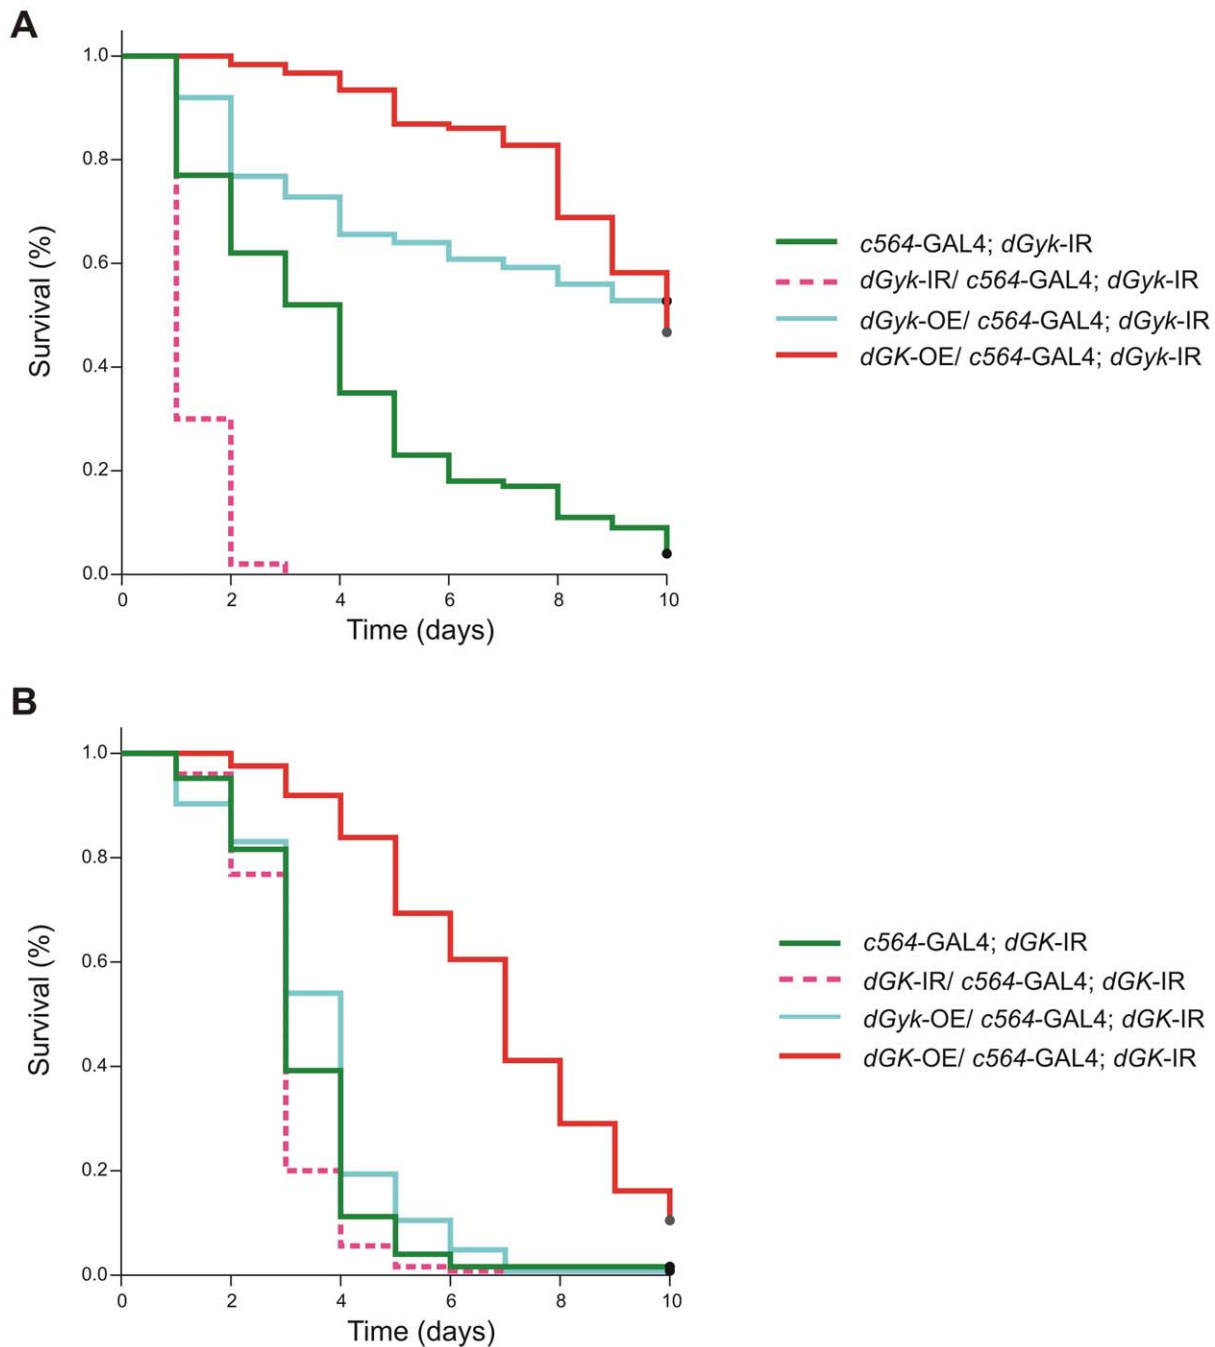 A
1.0
0.8
0.6
0.4
0.2
0.0
Survival (%)
0 2 4 6 8 10
Time (days)
c564-GAL4; dGyk-IR
dGyk-IR/ c564-GAL4; dGyk-IR
dGyk-OE/ c564-GAL4; dGyk-IR
dGK-OE/ c564-GAL4; dGyk-IR
B
1.0
0.8
0.6
0.4
0.2
0.0
Survival (%)
0 2 4 6 8 10
Time (days)
c564-GAL4; dGK-IR
dGK-IR/ c564-GAL4; dGK-IR
dGyk-OE/ c564-GAL4; dGK-IR
dGK-OE/ c564-GAL4; dGK-IR